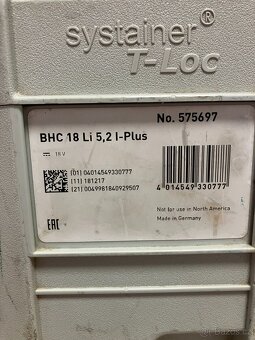 systainer®
T-Loc
No. 575697
BHC 18 Li 5,2 I-Plus
18 V
(01) 04014549330777
(11) 181217
(21) 0049981840929507
4 014549 330777
Not for use in North America
Made in Germany
EAC